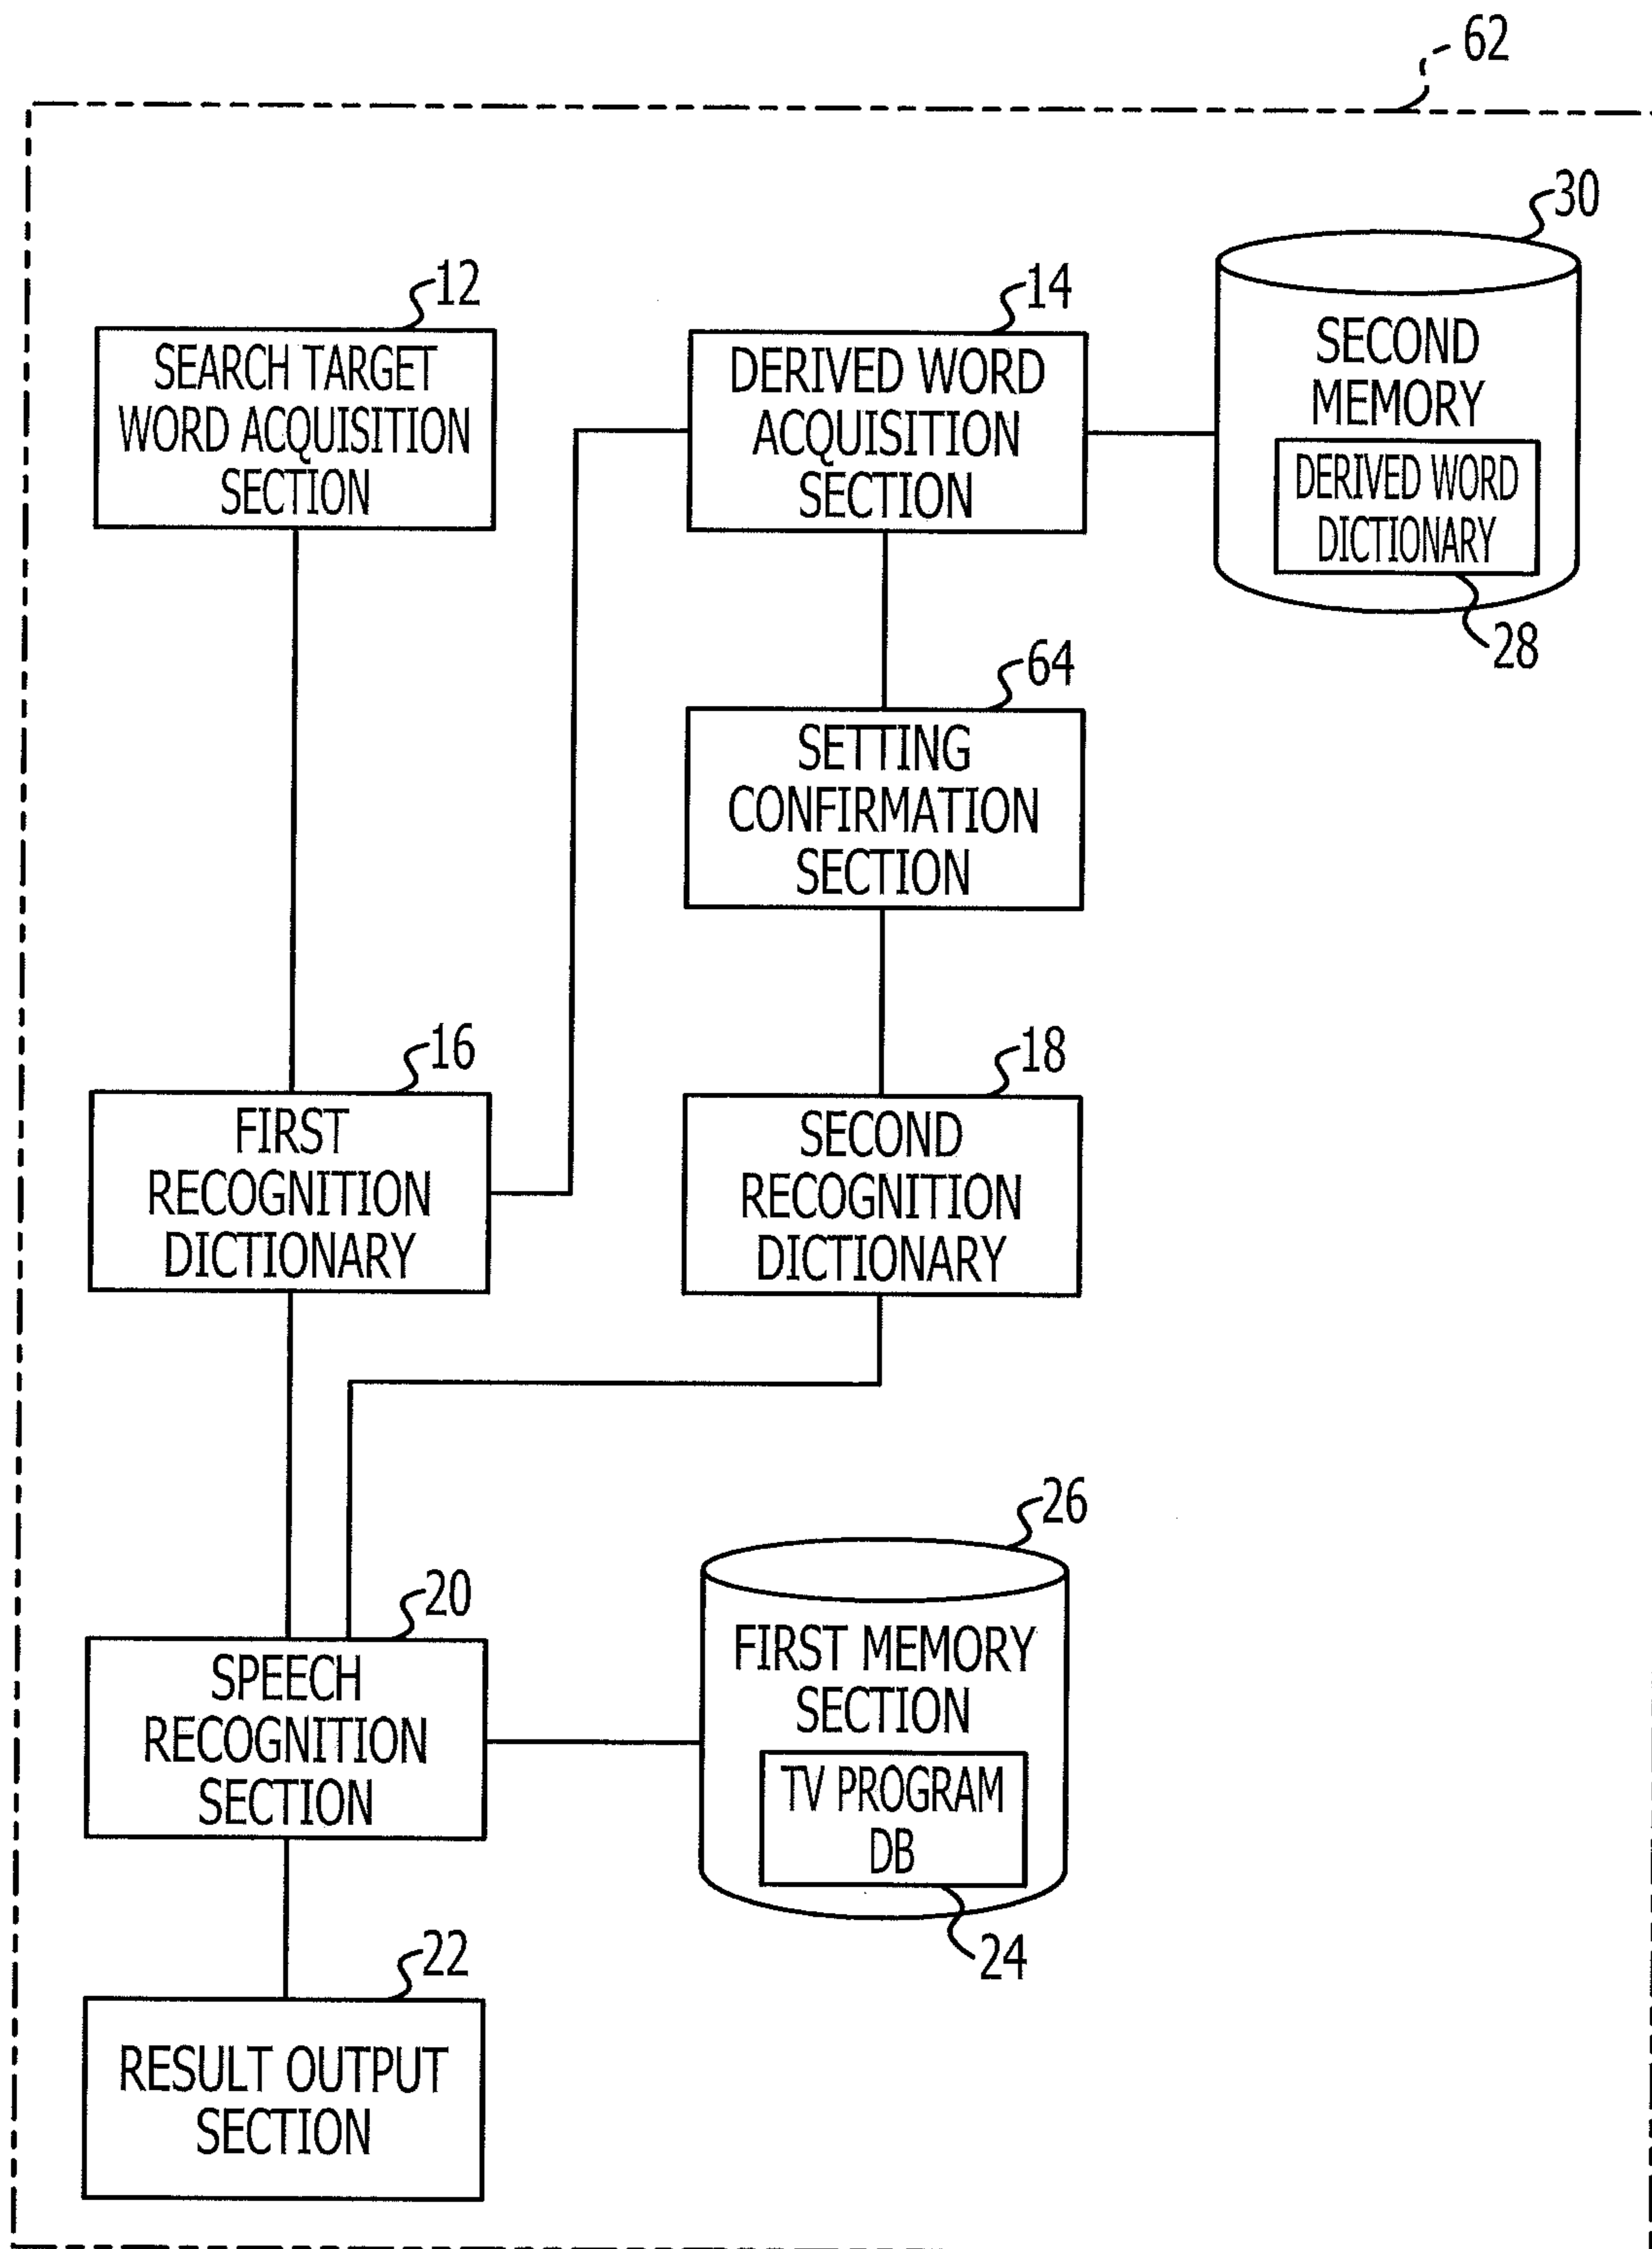 62
30
12
14
SEARCH TARGET
WORD ACQUISITION
SECTION
DERIVED WORD
ACQUISITION
SECTION
SECOND
MEMORY
DERIVED WORD
DICTIONARY
28
64
SETTING
CONFIRMATION
SECTION
16
18
FIRST
RECOGNITION
DICTIONARY
SECOND
RECOGNITION
DICTIONARY
26
20
SPEECH
RECOGNITION
SECTION
FIRST MEMORY
SECTION
TV PROGRAM
DB
24
22
RESULT OUTPUT
SECTION